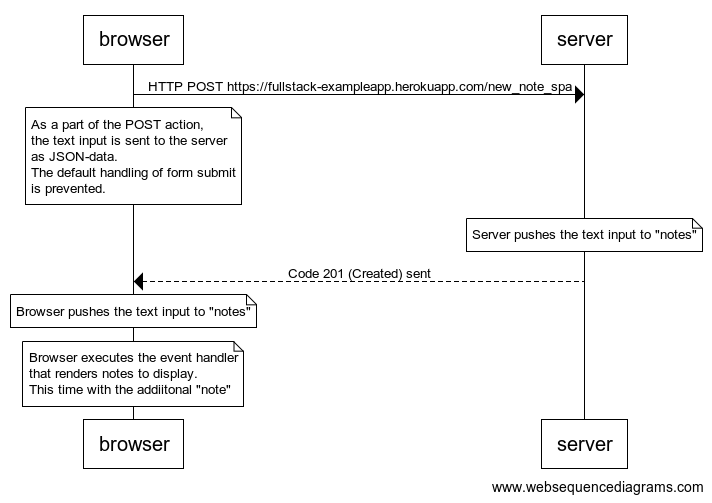 browser
server
HTTP POST https://fullstack-exampleapp.herokuapp.com/new_note_spa
As a part of the POST action,
the text input is sent to the server
as JSON-data.
The default handling of form submit
is prevented.
Server pushes the text input to "notes"
Code 201 (Created) sent
Browser pushes the text input to "notes"
Browser executes the event handler
that renders notes to display.
This time with the addiitonal "note"
browser
server
www.websequencediagrams.com